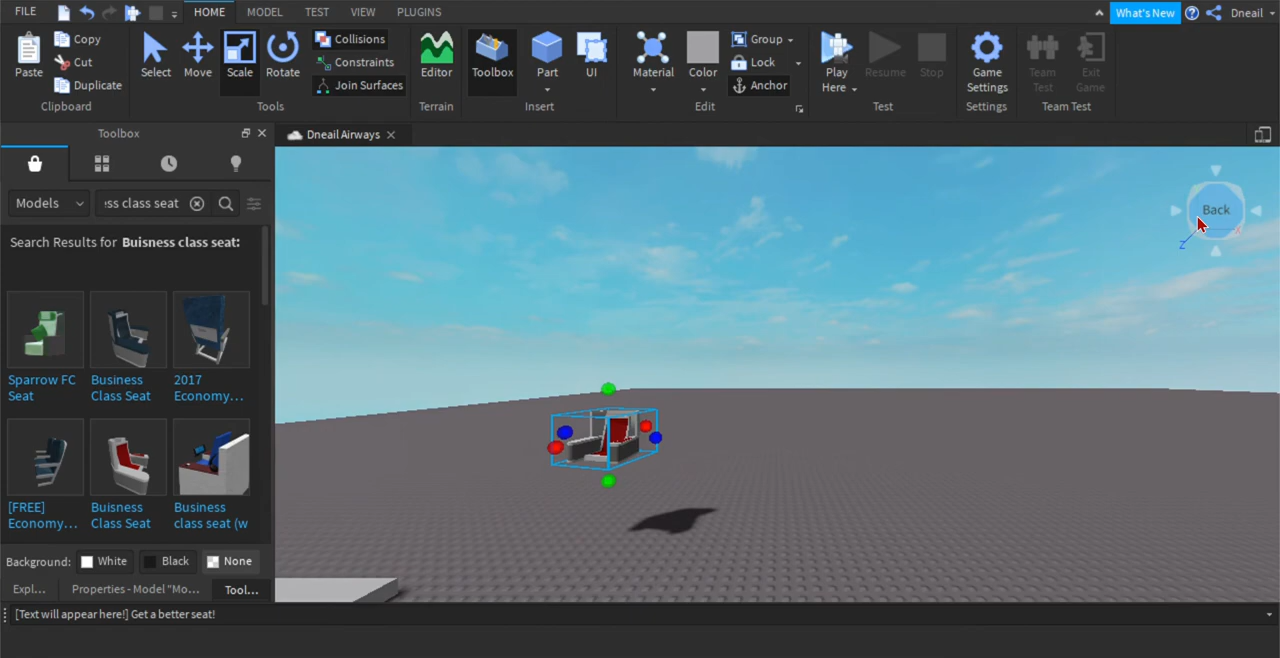 FILE HOME MODEL TEST VIEW PLUGINS What's New Dneail
Paste Copy Cut Duplicate
Clipboard
Select Move Scale Rotate Collisions Constraints Join Surfaces
Tools
Editor
Terrain
Toolbox Part UI
Insert
Material Color Group Lock Anchor
Edit
Play Here Resume Stop
Test
Game Settings
Settings
Team Test Exit Game
Team Test
Toolbox
Dneail Airways
Models
ess class seat
Search Results for Buisness class seat:
Sparrow FC Seat
Business Class Seat
2017 Economy...
[FREE] Economy...
Buisness Class Seat
Business class seat (w
Background: White Black None
Expl... Properties - Model "Mo... Tool...
Back
X
Z
[Text will appear here!] Get a better seat!